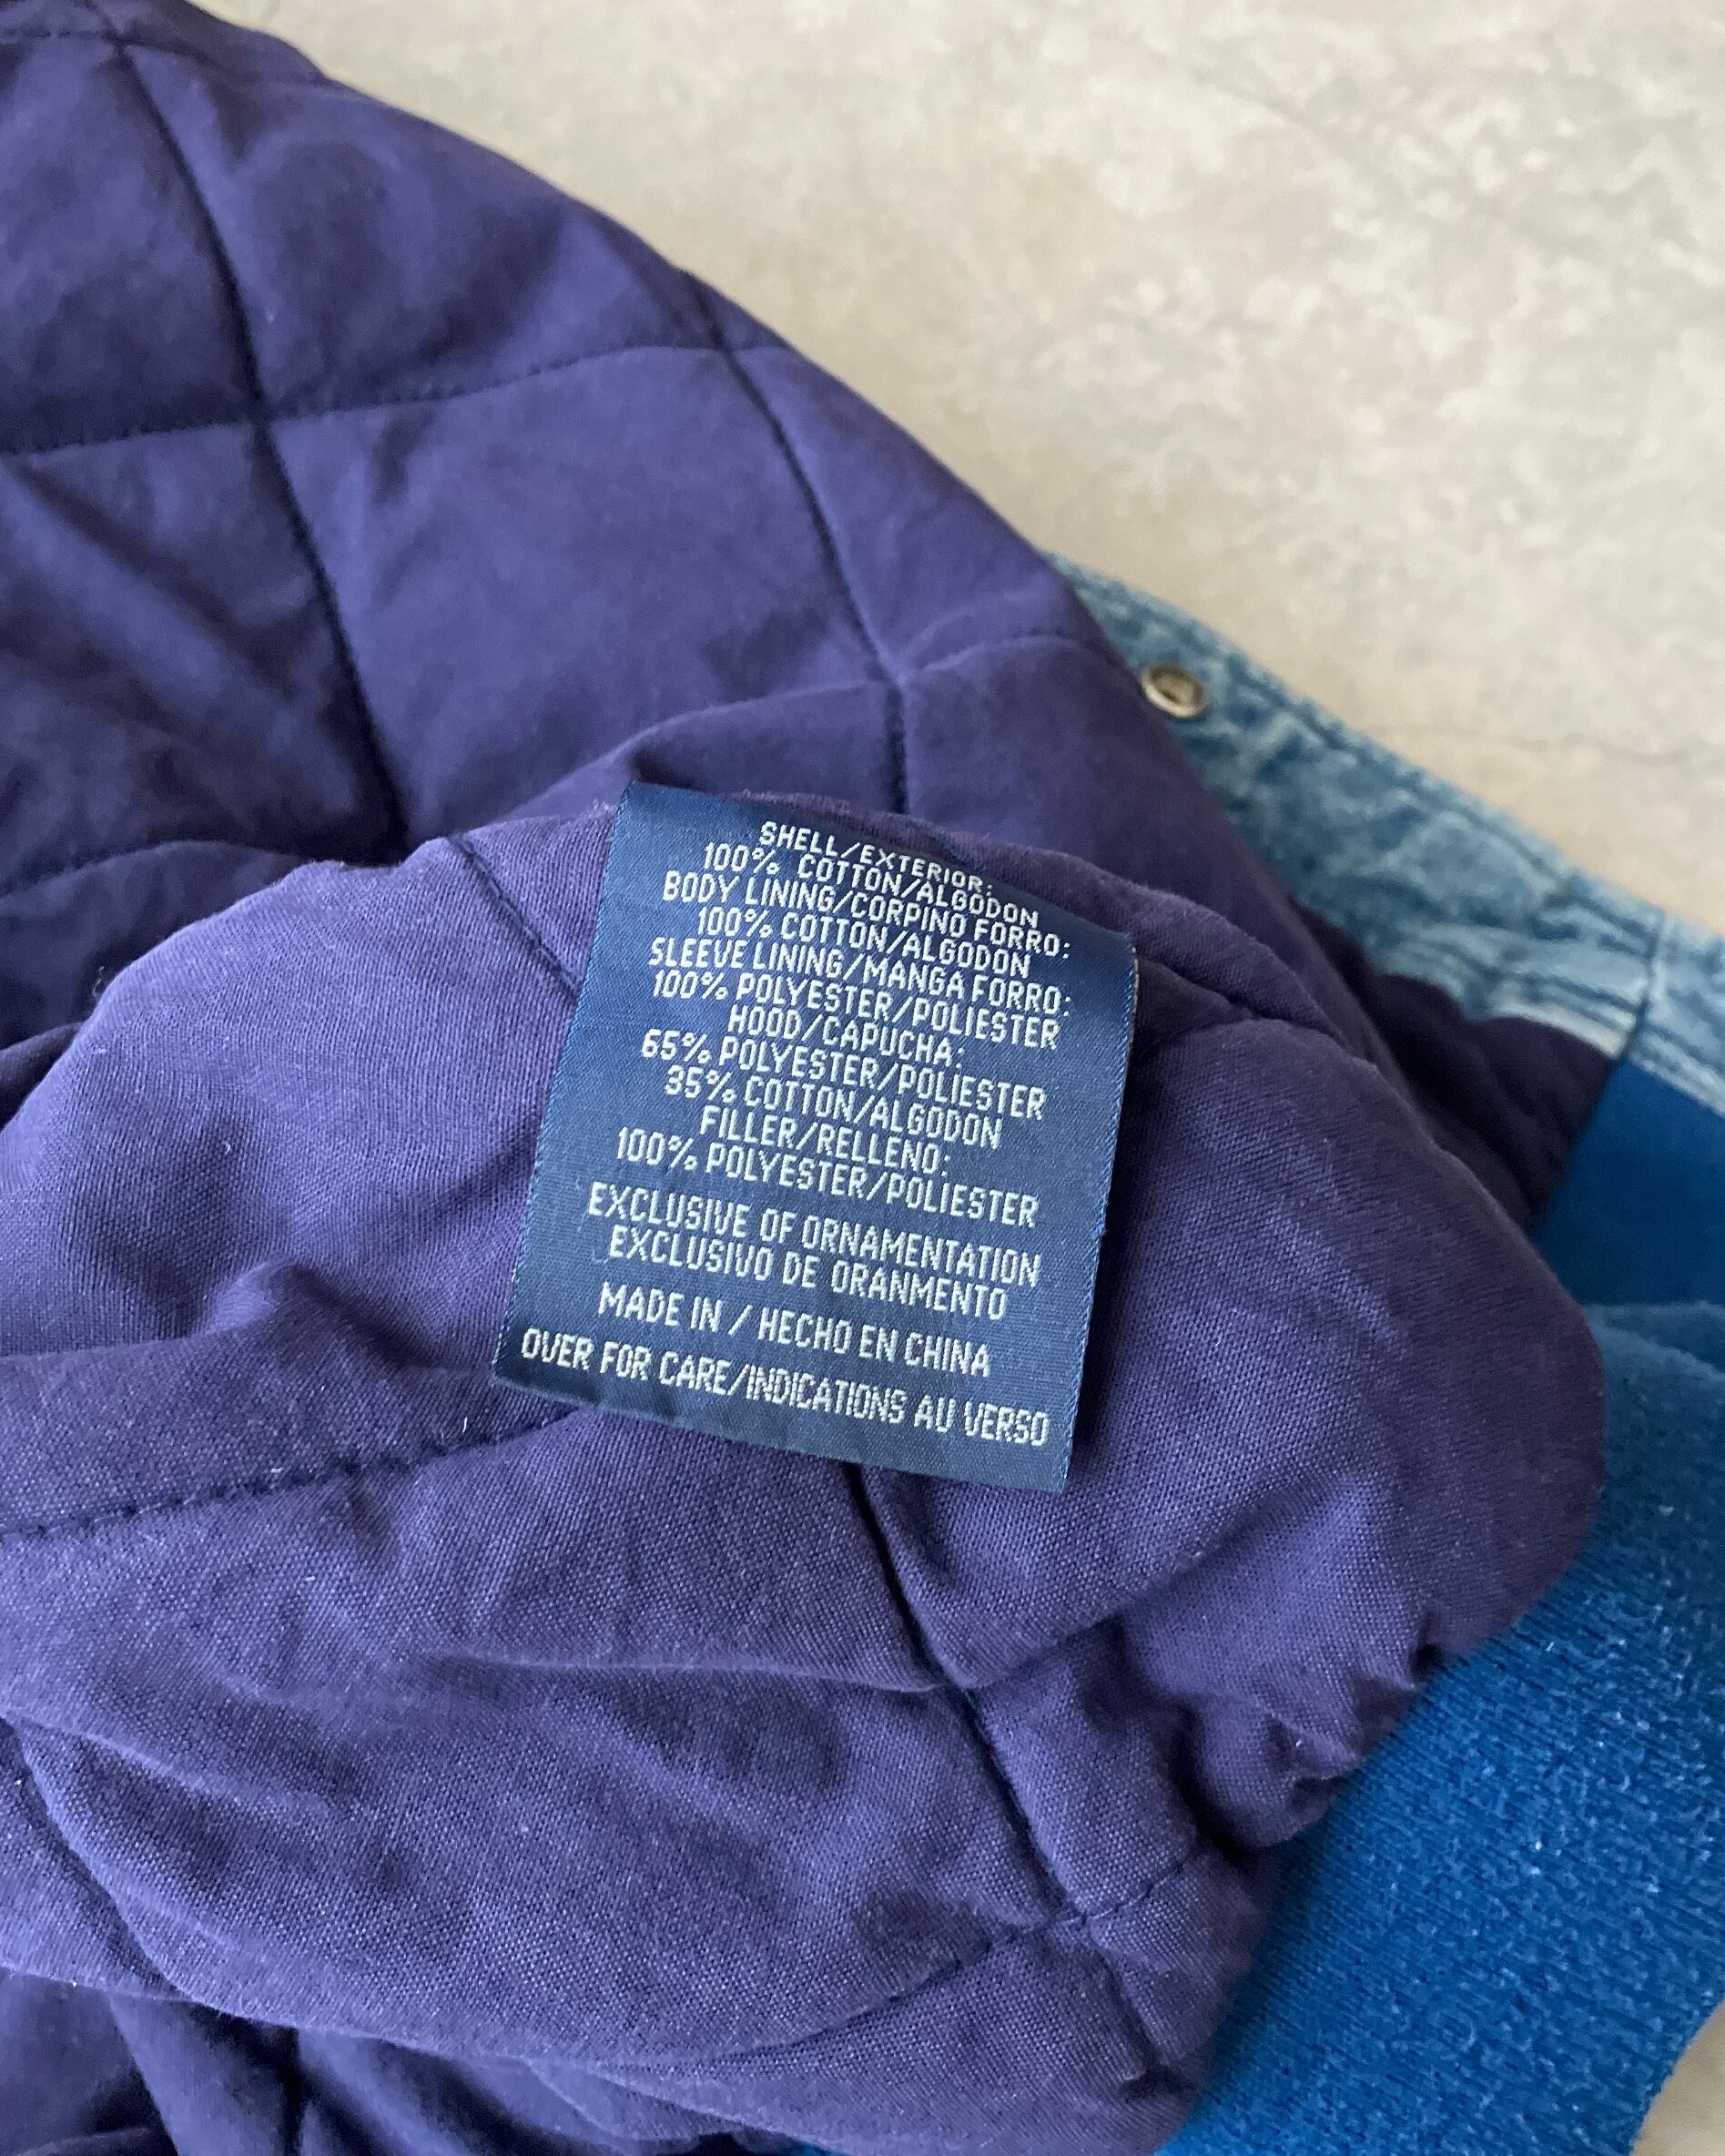 SHELL/EXTERIOR:
100% COTTON/ALGODON
BODY LINING/CORPINO FORRO:
100% COTTON/ALGODON
SLEEVE LINING/MANGA FORRO:
100% POLYESTER/POLIESTER
HOOD/CAPUCHA:
65% POLYESTER/POLIESTER
35% COTTON/ALGODON
FILLER/RELLENO:
100% POLYESTER/POLIESTER
EXCLUSIVE OF ORNAMENTATION
EXCLUSIVO DE ORANMENTO
MADE IN / HECHO EN CHINA
OVER FOR CARE/INDICATIONS AU VERSO